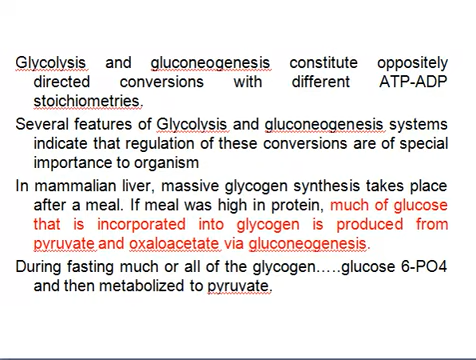 Glycolysis and gluconeogenesis constitute oppositely
directed conversions with different ATP-ADP
stoichiometries.
Several features of Glycolysis and gluconeogenesis systems
indicate that regulation of these conversions are of special
importance to organism
In mammalian liver, massive glycogen synthesis takes place
after a meal. If meal was high in protein, much of glucose
that is incorporated into glycogen is produced from
pyruvate and oxaloacetate via gluconeogenesis.
During fasting much or all of the glycogen…..glucose 6-PO4
and then metabolized to pyruvate.